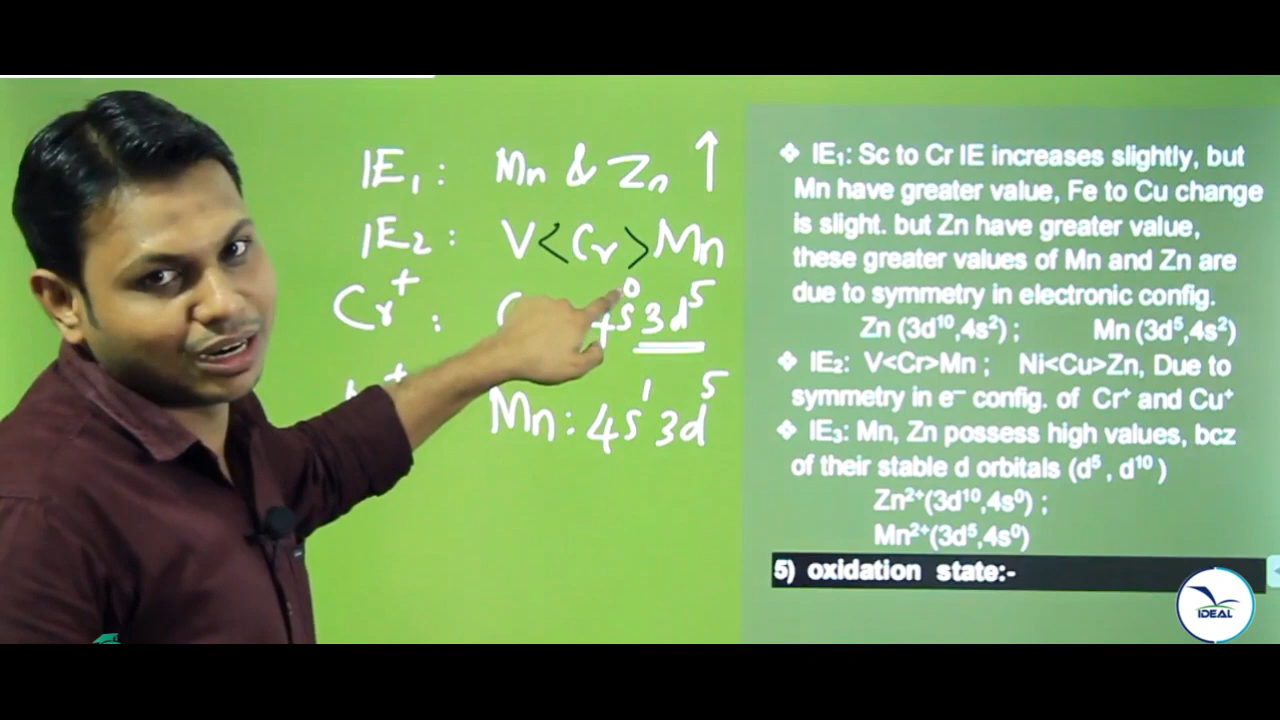 IE₁ : Mn & Zn ↑
IE₂ : V < Cr > Mn
Cr⁺ : 4s⁰ 3d⁵
Mn : 4s¹ 3d⁵
❖ IE₁: Sc to Cr IE increases slightly, but
Mn have greater value, Fe to Cu change
is slight. but Zn have greater value,
these greater values of Mn and Zn are
due to symmetry in electronic config.
Zn (3d¹⁰,4s²) ; Mn (3d⁵,4s²)
❖ IE₂: V<Cr>Mn ; Ni<Cu>Zn, Due to
symmetry in e⁻ config. of Cr⁺ and Cu⁺
❖ IE₃: Mn, Zn possess high values, bcz
of their stable d orbitals (d⁵ , d¹⁰ )
Zn²⁺(3d¹⁰,4s⁰) ;
Mn²⁺(3d⁵,4s⁰)
5) oxidation state:-
IDEAL